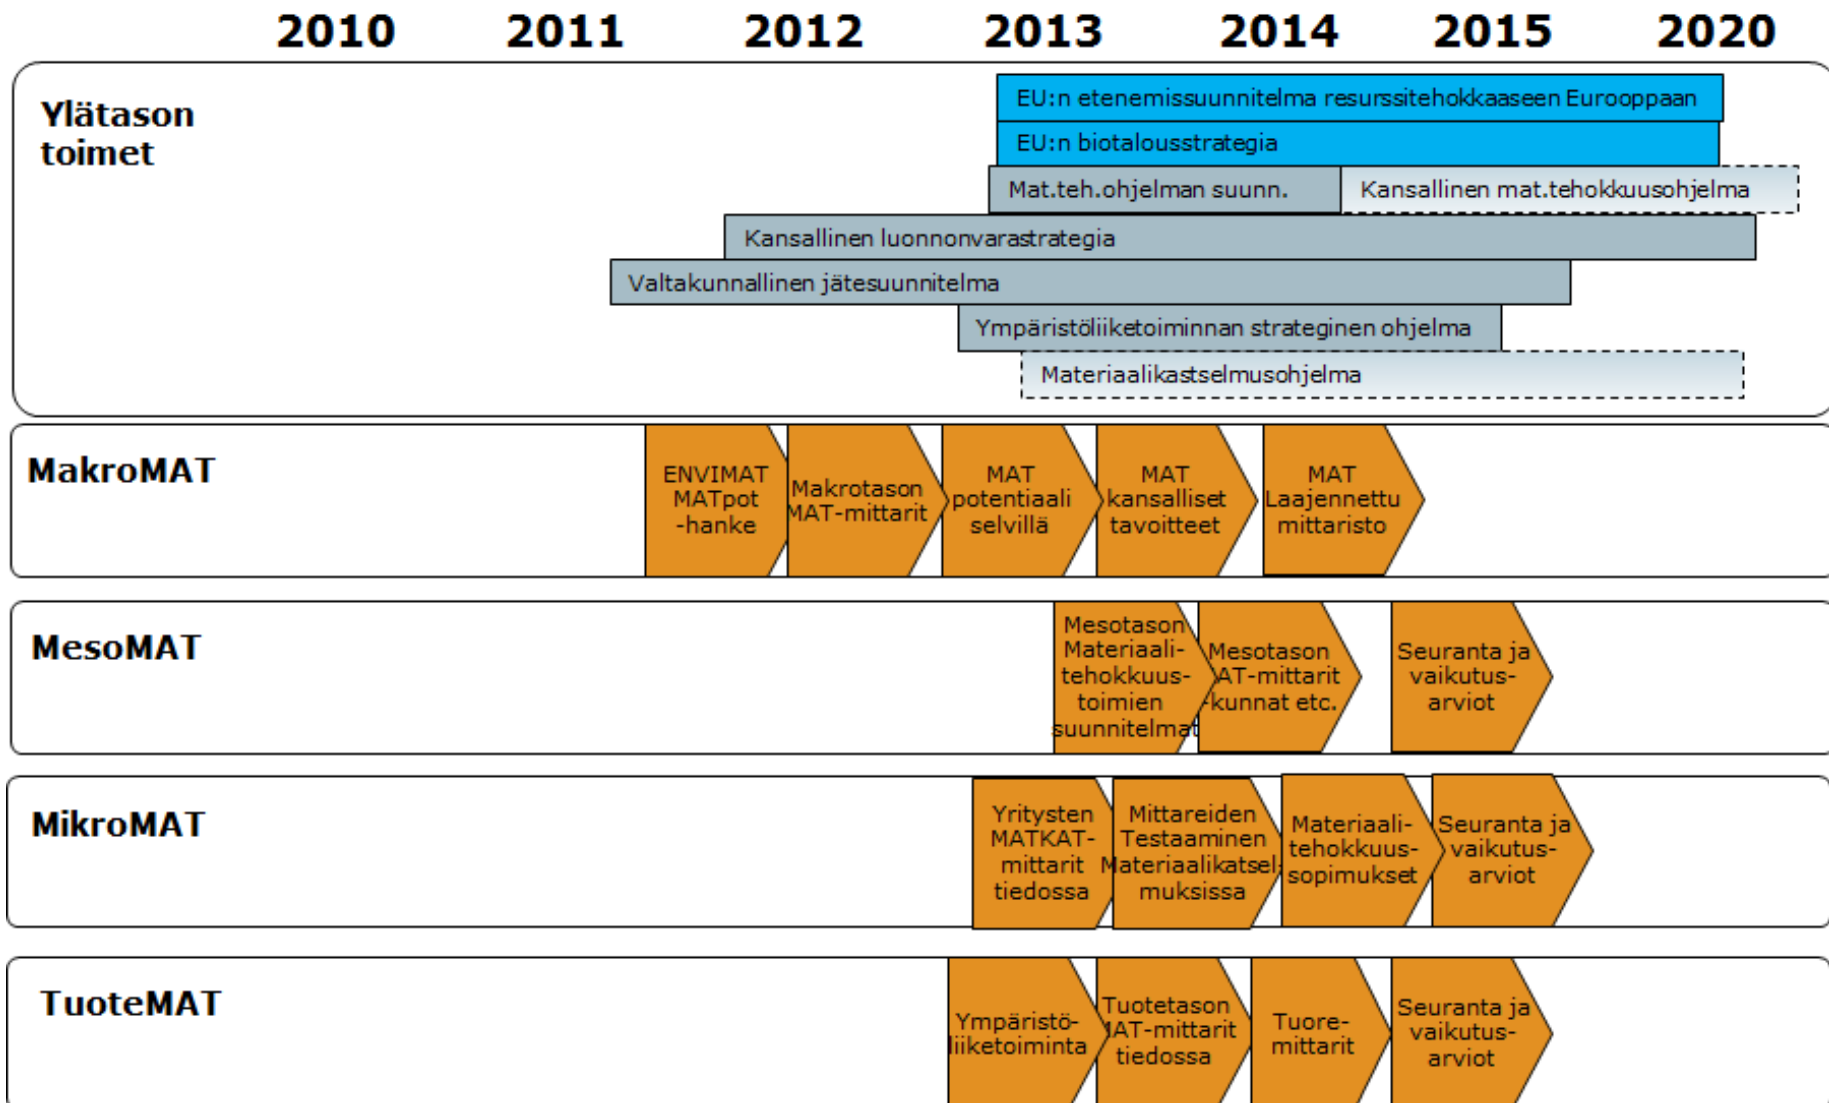 2010 2011 2012 2013 2014 2015 2020
Ylätason
toimet
EU:n etenemissuunnitelma resurssitehokkaaseen Eurooppaan
EU:n biotalousstrategia
Mat.teh.ohjelman suunn.
Kansallinen mat.tehokkuusohjelma
Kansallinen luonnonvarastrategia
Valtakunnallinen jätesuunnitelma
Ympäristöliiketoiminnan strateginen ohjelma
Materiaalikastselmusohjelma
MakroMAT
ENVIMAT
MATpot
-hanke
Makrotason
MAT-mittarit
MAT
potentiaali
selvillä
MAT
kansalliset
tavoitteet
MAT
Laajennettu
mittaristo
MesoMAT
Mesotason
Materiaali-
tehokkuus-
toimien
suunnitelmat
Mesotason
MAT-mittarit
-kunnat etc.
Seuranta ja
vaikutus-
arviot
MikroMAT
Yritysten
MATKAT-
mittarit
tiedossa
Mittareiden
Testaaminen
Materiaalikatsel-
muksissa
Materiaali-
tehokkuus-
sopimukset
Seuranta ja
vaikutus-
arviot
TuoteMAT
Ympäristö-
liiketoiminta
Tuotetason
MAT-mittarit
tiedossa
Tuore-
mittarit
Seuranta ja
vaikutus-
arviot